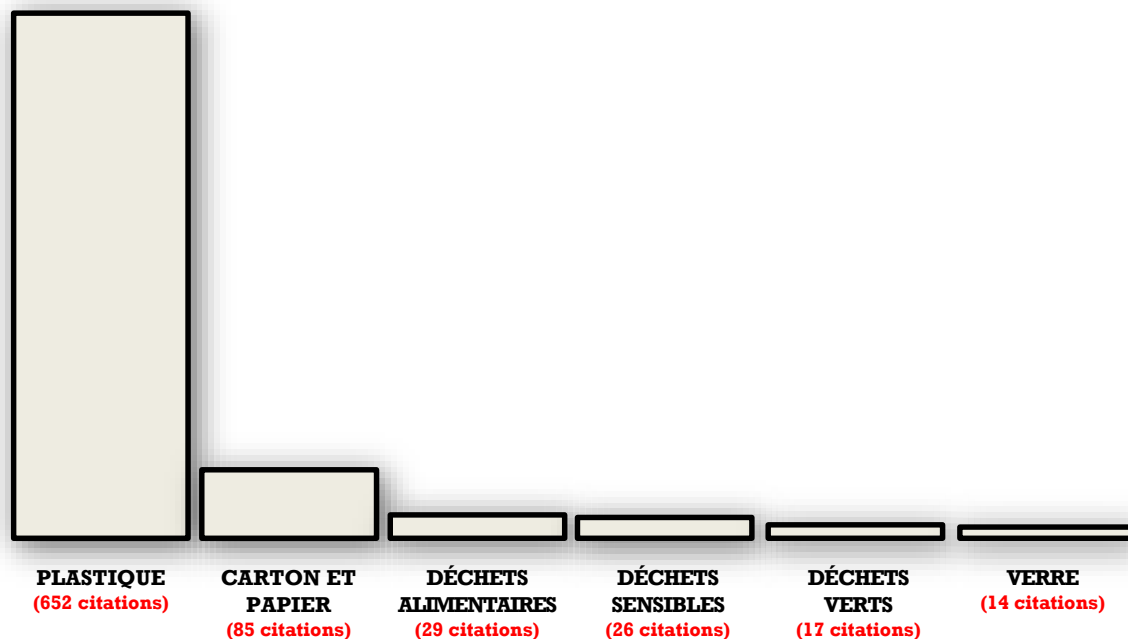 PLASTIQUE
(652 citations)
CARTON ET
PAPIER
(85 citations)
DÉCHETS
ALIMENTAIRES
(29 citations)
DÉCHETS
SENSIBLES
(26 citations)
DÉCHETS
VERTS
(17 citations)
VERRE
(14 citations)